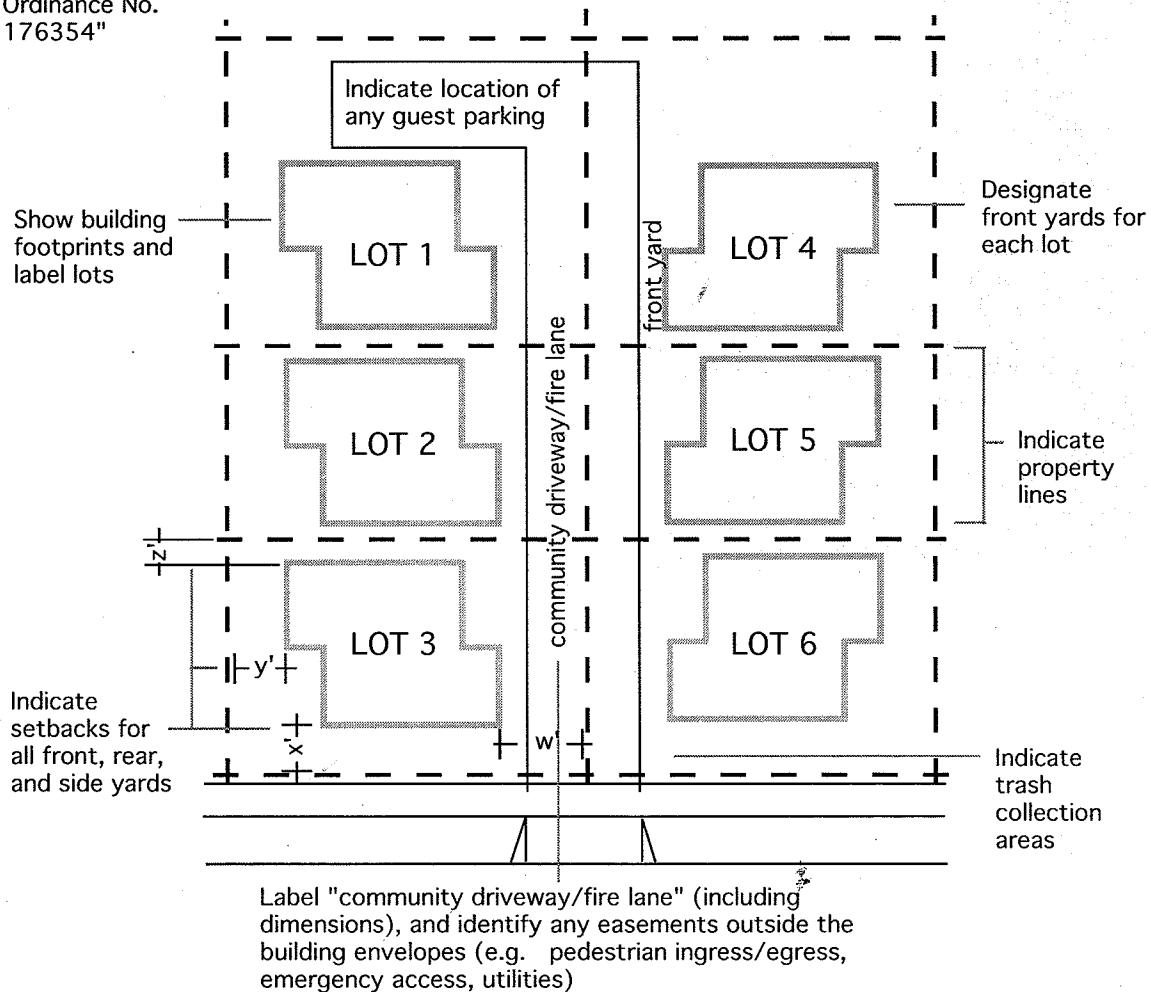 Ordinance No.
176354"
Indicate location of
any guest parking
Show building
footprints and
label lots
LOT 1
front yard
LOT 4
Designate
front yards for
each lot
community driveway/fire lane
LOT 2
LOT 5
Indicate
property
lines
z'
LOT 3
LOT 6
y'
Indicate
setbacks for
all front, rear,
and side yards
x'
w'
Indicate
trash
collection
areas
Label "community driveway/fire lane" (including
dimensions), and identify any easements outside the
building envelopes (e.g. pedestrian ingress/egress,
emergency access, utilities)